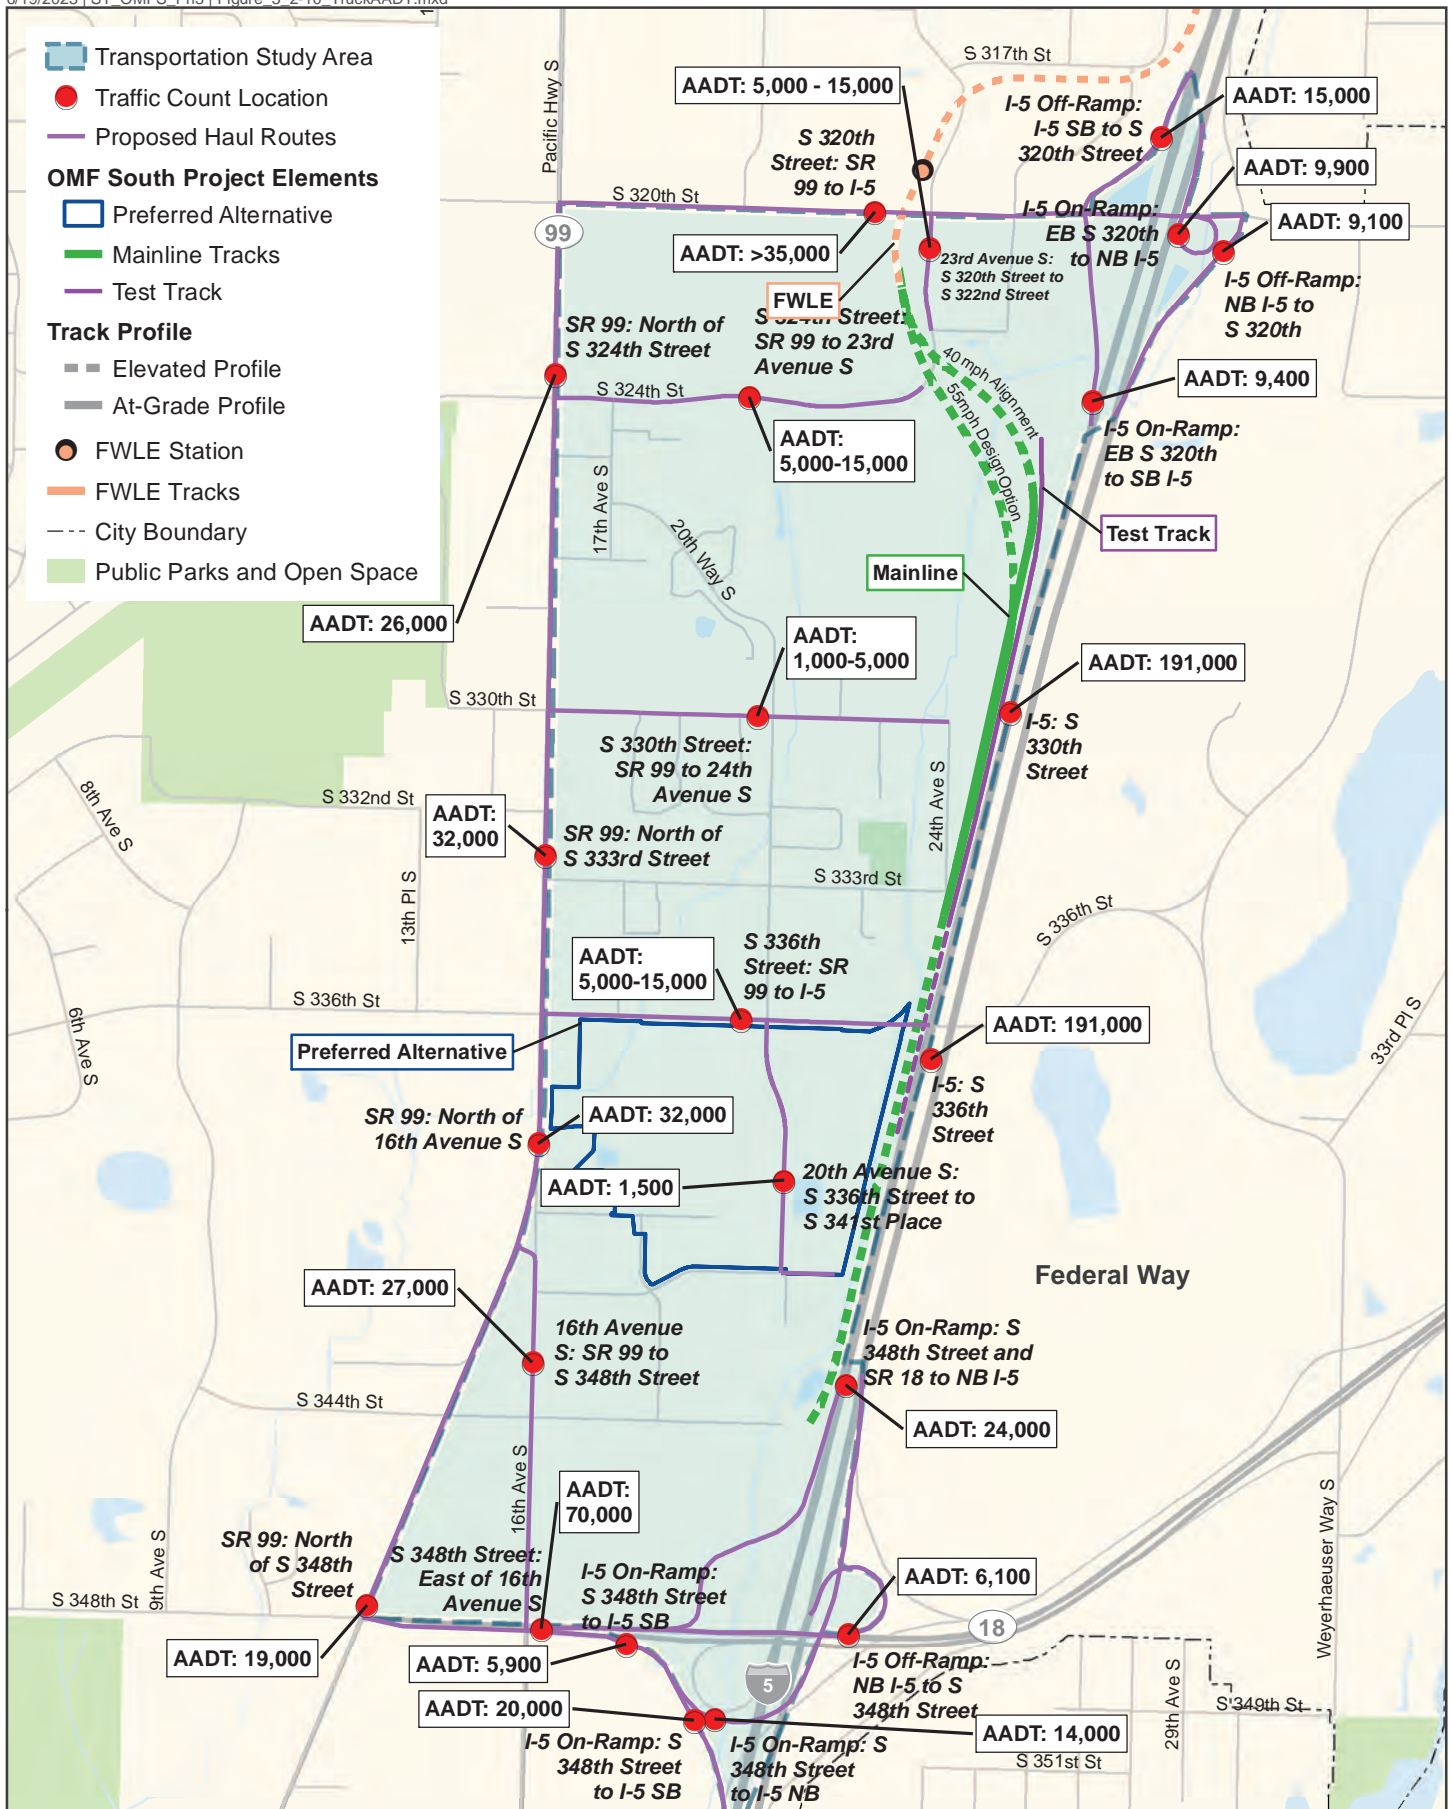 Transportation Study Area
Traffic Count Location
Proposed Haul Routes
OMF South Project Elements
Preferred Alternative
Mainline Tracks
Test Track
Track Profile
Elevated Profile
At-Grade Profile
FWLE Station
FWLE Tracks
City Boundary
Public Parks and Open Space
Pacific Hwy S
S 317th St
AADT: 5,000 - 15,000
I-5 Off-Ramp:
I-5 SB to S
320th Street
AADT: 15,000
S 320th
Street: SR
99 to I-5
AADT: 9,900
S 320th St
99
I-5 On-Ramp:
EB S 320th
to NB I-5
AADT: 9,100
AADT: >35,000
23rd Avenue S:
S 320th Street to
S 322nd Street
I-5 Off-Ramp:
NB I-5 to
S 320th
FWLE
SR 99: North of
S 324th Street
S 324th Street:
SR 99 to 23rd
Avenue S
40 mph Alignment
55mph Design Option
AADT: 9,400
S 324th St
AADT:
5,000-15,000
I-5 On-Ramp:
EB S 320th
to SB I-5
17th Ave S
20th Way S
Test Track
Mainline
AADT: 26,000
AADT:
1,000-5,000
AADT: 191,000
S 330th St
S 330th Street:
SR 99 to 24th
Avenue S
I-5: S
330th
Street
8th Ave S
S 332nd St
AADT:
32,000
SR 99: North of
S 333rd Street
24th Ave S
S 333rd St
13th Pl S
S 336th St
AADT:
5,000-15,000
S 336th
Street: SR
99 to I-5
S 336th St
6th Ave S
AADT: 191,000
33rd Pl S
Preferred Alternative
I-5: S
336th
Street
SR 99: North of
16th Avenue S
AADT: 32,000
AADT: 1,500
20th Avenue S:
S 336th Street to
S 341st Place
Federal Way
AADT: 27,000
16th Avenue
S: SR 99 to
S 348th Street
I-5 On-Ramp: S
348th Street and
SR 18 to NB I-5
S 344th St
AADT: 24,000
16th Ave S
AADT:
70,000
Weyerhaeuser Way S
9th Ave S
SR 99: North
of S 348th
Street
S 348th Street:
East of 16th
Avenue S
I-5 On-Ramp:
S 348th Street
to I-5 SB
AADT: 6,100
S 348th St
18
AADT: 19,000
AADT: 5,900
I-5 Off-Ramp:
NB I-5 to S
348th Street
5
29th Ave S
S 349th St
AADT: 20,000
AADT: 14,000
I-5 On-Ramp: S
348th Street
to I-5 SB
I-5 On-Ramp: S
348th Street
to I-5 NB
S 351st St